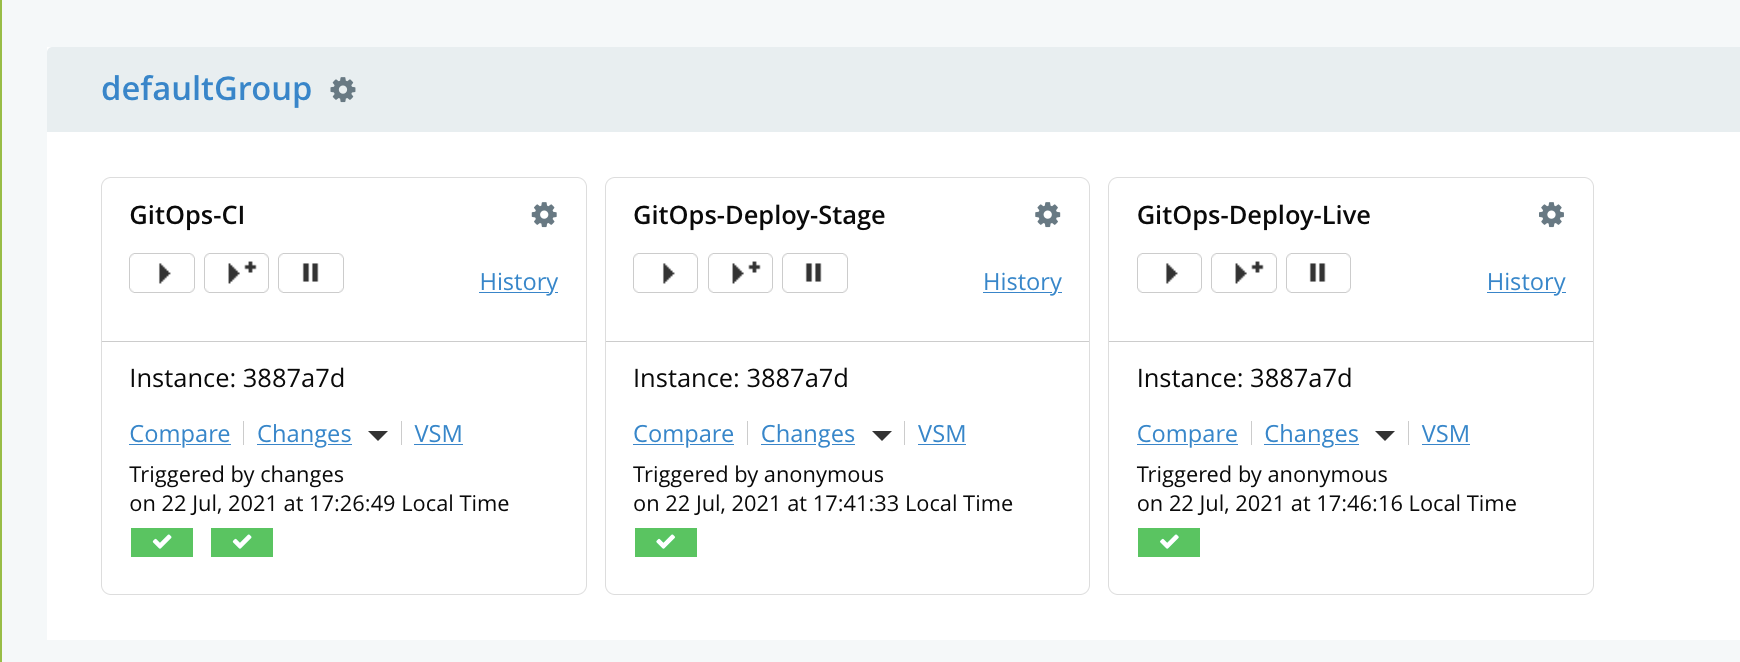 defaultGroup
GitOps-CI
History
Instance: 3887a7d
Compare Changes VSM
Triggered by changes
on 22 Jul, 2021 at 17:26:49 Local Time
GitOps-Deploy-Stage
History
Instance: 3887a7d
Compare Changes VSM
Triggered by anonymous
on 22 Jul, 2021 at 17:41:33 Local Time
GitOps-Deploy-Live
History
Instance: 3887a7d
Compare Changes VSM
Triggered by anonymous
on 22 Jul, 2021 at 17:46:16 Local Time